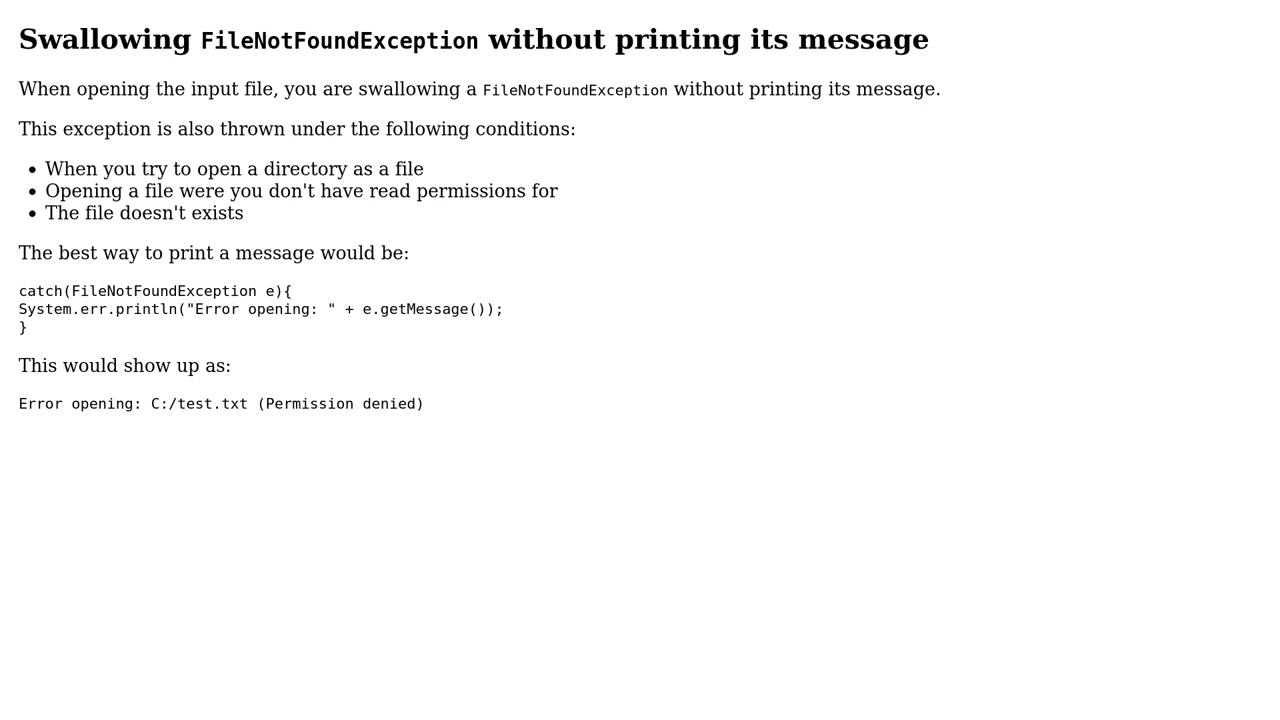 Swallowing FileNotFoundException without printing its message
When opening the input file, you are swallowing a FileNotFoundException without printing its message.
This exception is also thrown under the following conditions:
• When you try to open a directory as a file
• Opening a file were you don't have read permissions for
• The file doesn't exists
The best way to print a message would be:
catch(FileNotFoundException e){
System.err.println("Error opening: " + e.getMessage());
}
This would show up as:
Error opening: C:/test.txt (Permission denied)